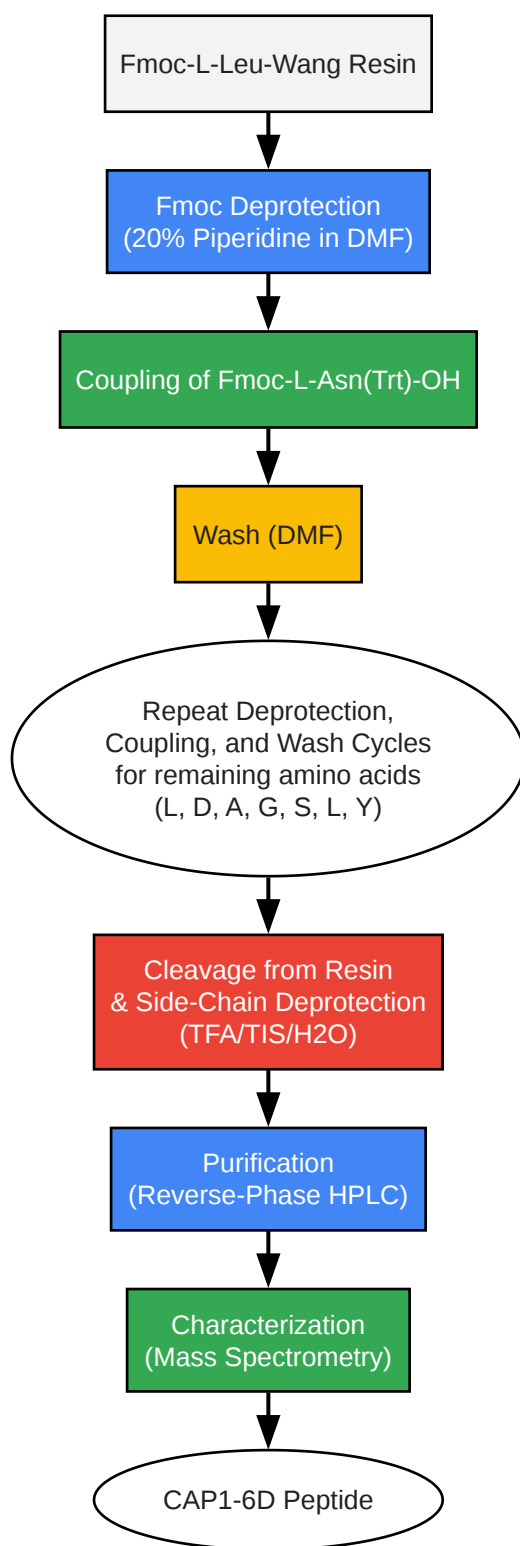 Fmoc-L-Leu-Wang Resin
Fmoc Deprotection
(20% Piperidine in DMF)
Coupling of Fmoc-L-Asn(Trt)-OH
Wash (DMF)
Repeat Deprotection,
Coupling, and Wash Cycles
for remaining amino acids
(L, D, A, G, S, L, Y)
Cleavage from Resin
& Side-Chain Deprotection
(TFA/TIS/H2O)
Purification
(Reverse-Phase HPLC)
Characterization
(Mass Spectrometry)
CAP1-6D Peptide